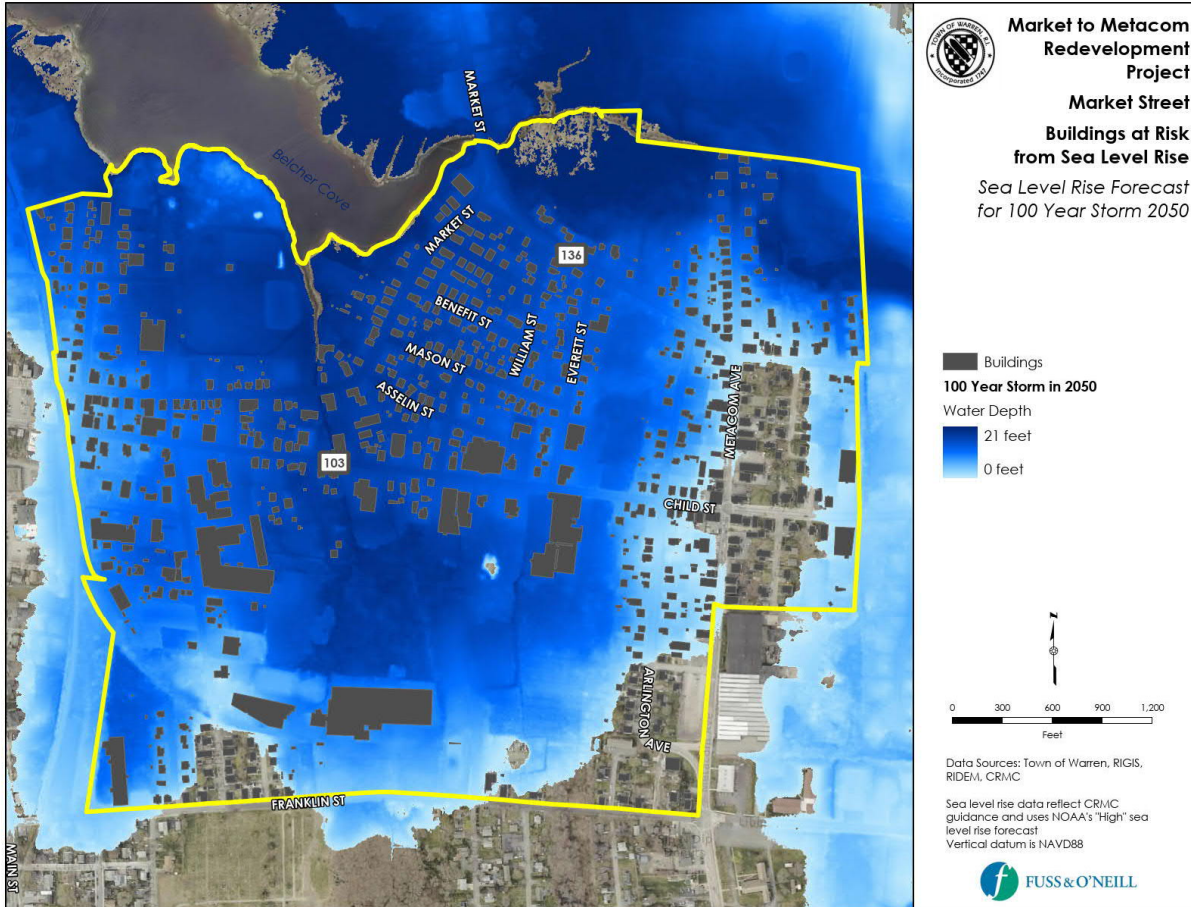 MARKET ST
Belcher Cove
MARKET ST
136
BENEFIT ST
WILLIAM ST
EVERETT ST
MASON ST
ASSELIN ST
METACOM AVE
103
CHILD ST
ARLINGTON
AVE
FRANKLIN ST
MAIN ST
TOWN OF WARREN, R.I.
Incorporated 1747
Market to Metacom
Redevelopment
Project
Market Street
Buildings at Risk
from Sea Level Rise
Sea Level Rise Forecast
for 100 Year Storm 2050
Buildings
100 Year Storm in 2050
Water Depth
21 feet
0 feet
N
0 300 600 900 1,200
Feet
Data Sources: Town of Warren, RIGIS,
RIDEM, CRMC
Sea level rise data reflect CRMC
guidance and uses NOAA's "High" sea
level rise forecast
Vertical datum is NAVD88
f
FUSS & O'NEILL